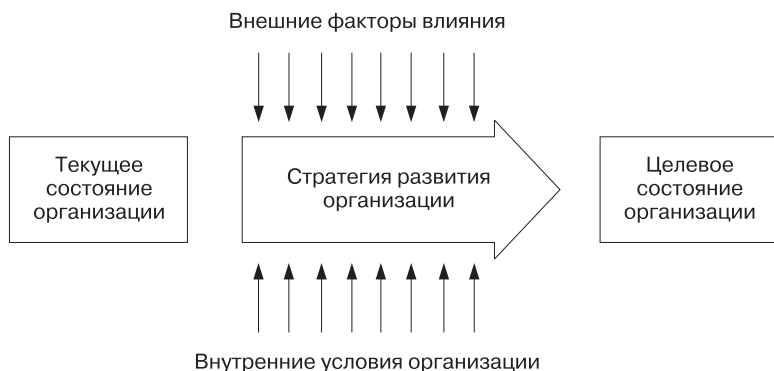 Внешние факторы влияния
Текущее
состояние
организации
Стратегия развития
организации
Целевое
состояние
организации
Внутренние условия организации